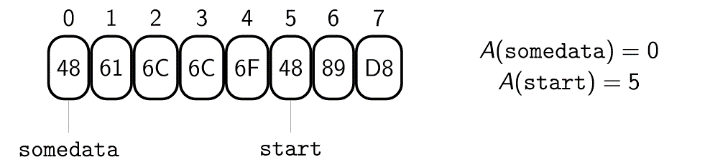 0 1 2 3 4 5 6 7
48 61 6C 6C 6F 48 89 D8
somedata start
A(somedata) = 0
A(start) = 5